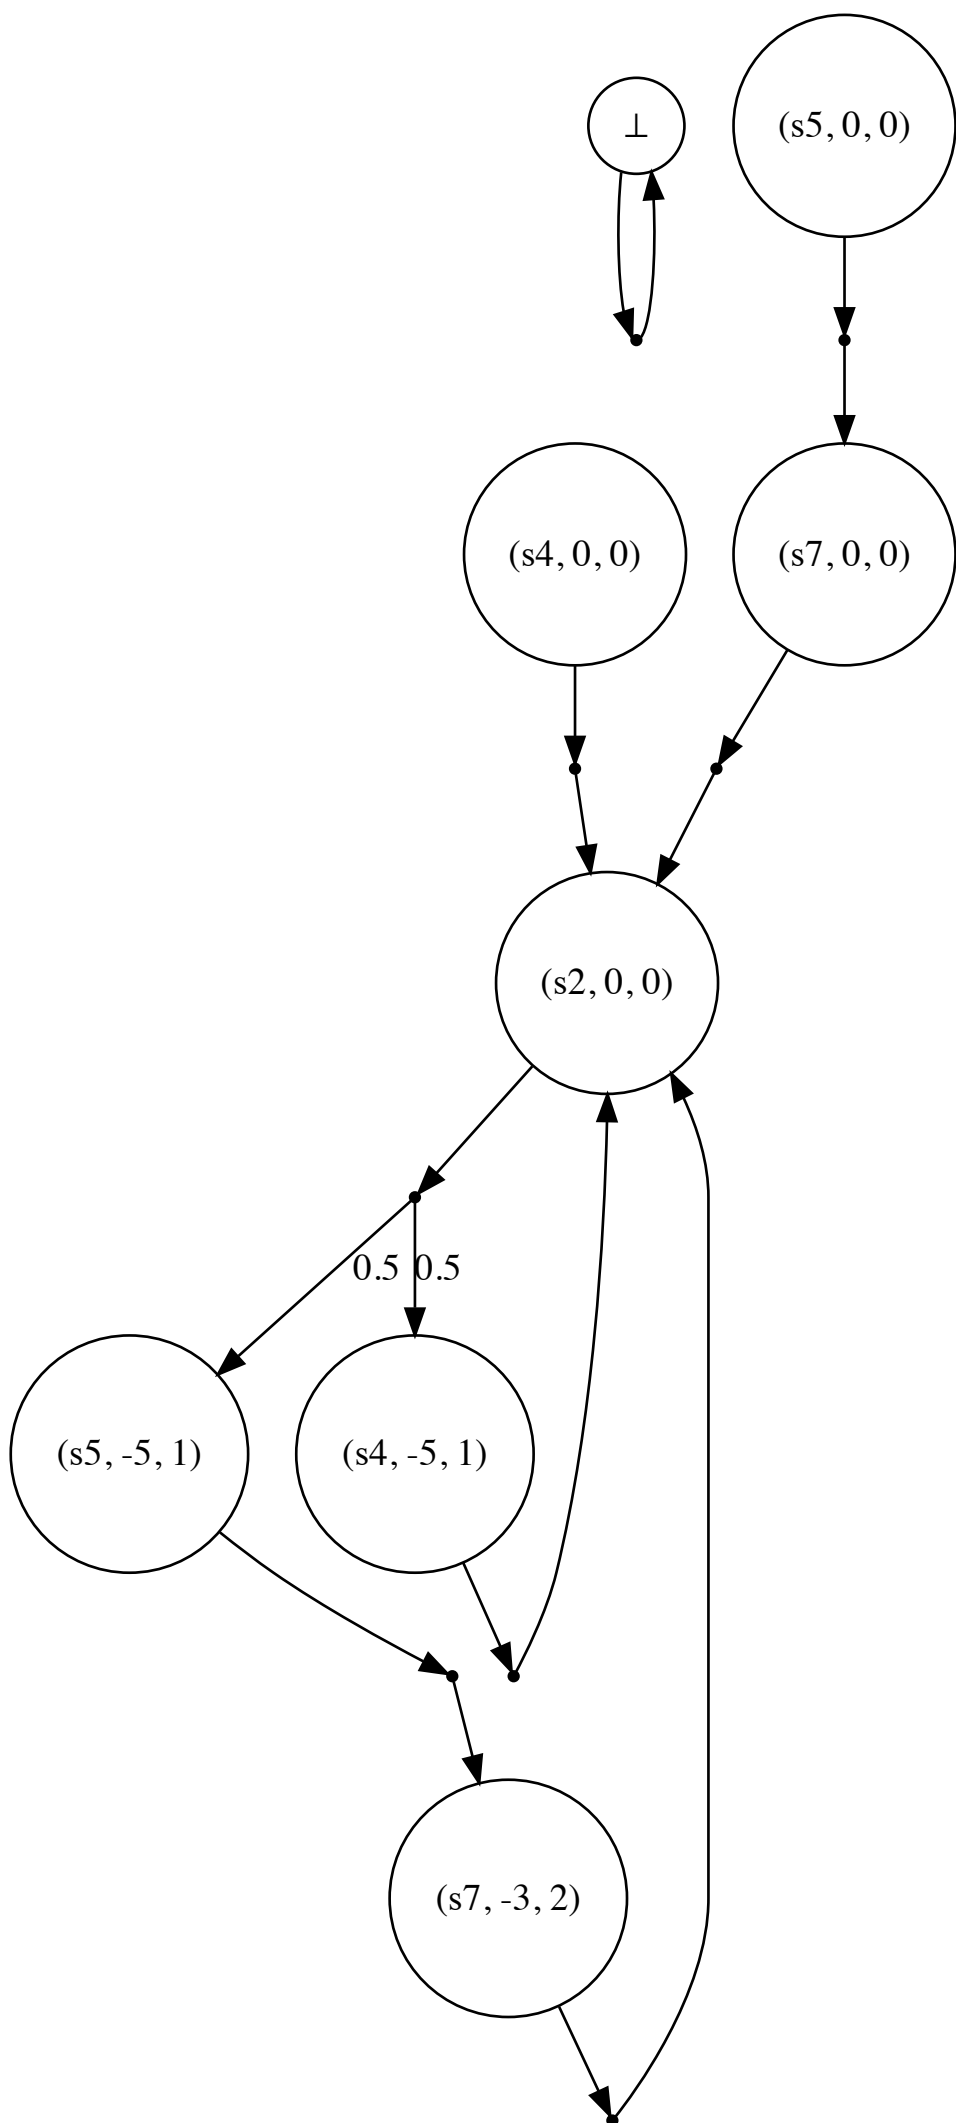 ⊥
(s5, 0, 0)
(s4, 0, 0)
(s7, 0, 0)
(s2, 0, 0)
0.5
0.5
(s5, -5, 1)
(s4, -5, 1)
(s7, -3, 2)